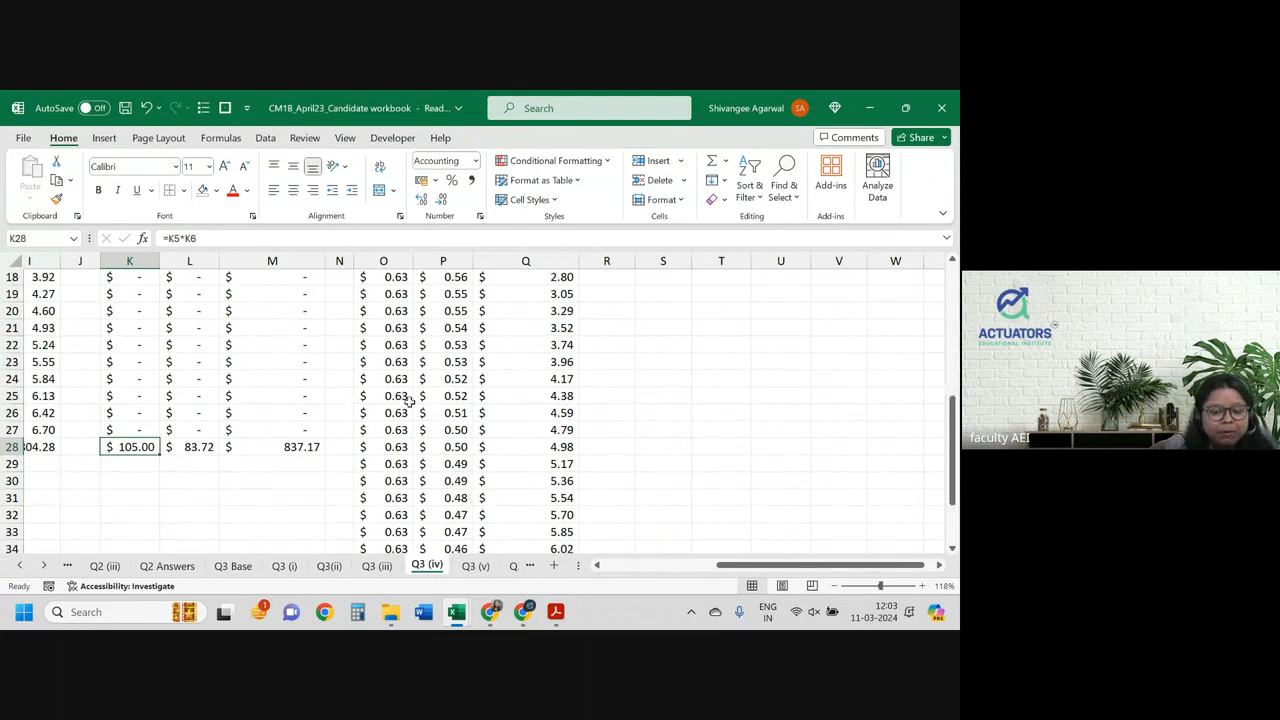 AutoSave Off CM1B_April23_Candidate workbook - Read... Search Shivangee Agarwal SA
File Home Insert Page Layout Formulas Data Review View Developer Help Comments Share
Paste Calibri 11 A A ab Accounting Conditional Formatting Insert Sort & Filter Find & Select Add-ins Analyze Data
B I U A % Format as Table Delete
Cell Styles Format
Clipboard Font Alignment Number Styles Cells Editing Add-ins
K28 fx =K5*K6
I J K L M N O P Q R S T U V W
18 3.92 $ - $ - $ - $ 0.63 $ 0.56 $ 2.80
19 4.27 $ - $ - $ - $ 0.63 $ 0.55 $ 3.05
20 4.60 $ - $ - $ - $ 0.63 $ 0.55 $ 3.29
21 4.93 $ - $ - $ - $ 0.63 $ 0.54 $ 3.52
22 5.24 $ - $ - $ - $ 0.63 $ 0.53 $ 3.74
23 5.55 $ - $ - $ - $ 0.63 $ 0.53 $ 3.96
24 5.84 $ - $ - $ - $ 0.63 $ 0.52 $ 4.17
25 6.13 $ - $ - $ - $ 0.63 $ 0.52 $ 4.38
26 6.42 $ - $ - $ - $ 0.63 $ 0.51 $ 4.59
27 6.70 $ - $ - $ - $ 0.63 $ 0.50 $ 4.79
28 04.28 $ 105.00 $ 83.72 $ 837.17 $ 0.63 $ 0.50 $ 4.98
29 $ 0.63 $ 0.49 $ 5.17
30 $ 0.63 $ 0.49 $ 5.36
31 $ 0.63 $ 0.48 $ 5.54
32 $ 0.63 $ 0.47 $ 5.70
33 $ 0.63 $ 0.47 $ 5.85
34 $ 0.63 $ 0.46 $ 6.02
... Q2 (iii) Q2 Answers Q3 Base Q3 (i) Q3(ii) Q3 (iii) Q3 (iv) Q3 (v) Q ...
Ready Accessibility: Investigate 118%
Search 1 ENG IN 12:03 11-03-2024
ACTUATORS
EDUCATIONAL INSTITUTE
faculty AEI